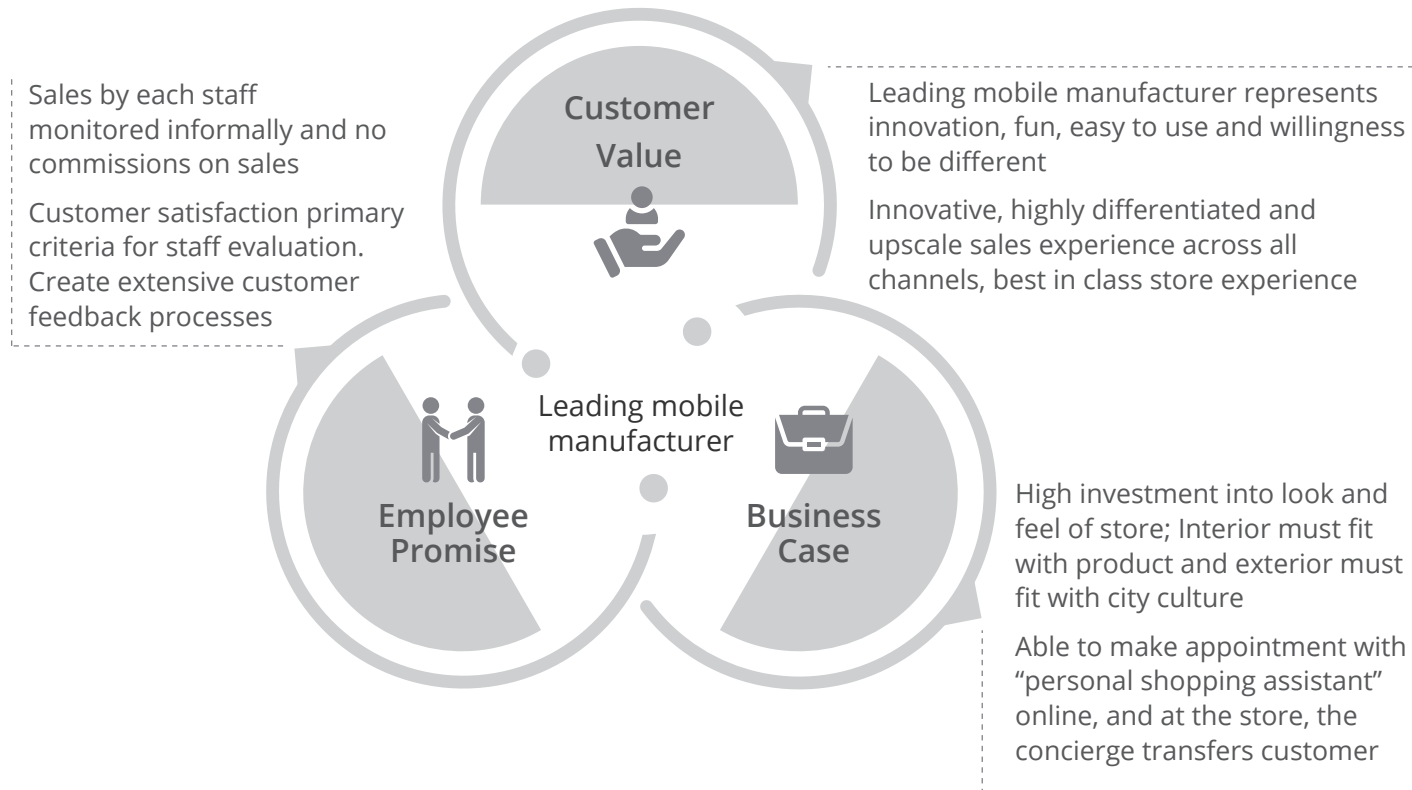 Customer
Value
Sales by each staff
monitored informally and no
commissions on sales
Customer satisfaction primary
criteria for staff evaluation.
Create extensive customer
feedback processes
Leading mobile manufacturer represents
innovation, fun, easy to use and willingness
to be different
Innovative, highly differentiated and
upscale sales experience across all
channels, best in class store experience
Leading mobile
manufacturer
Employee
Promise
Business
Case
High investment into look and
feel of store; Interior must fit
with product and exterior must
fit with city culture
Able to make appointment with
“personal shopping assistant”
online, and at the store, the
concierge transfers customer